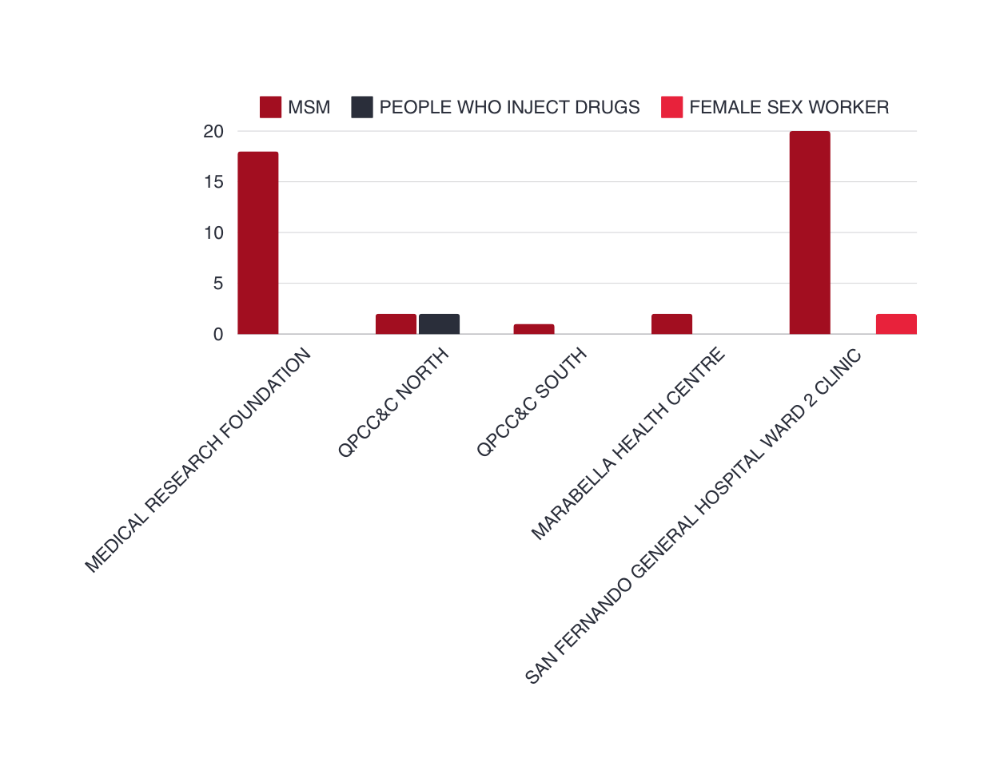 MSM PEOPLE WHO INJECT DRUGS FEMALE SEX WORKER
20
15
10
5
0
MEDICAL RESEARCH FOUNDATION
QPCC&C NORTH
QPCC&C SOUTH
MARABELLA HEALTH CENTRE
SAN FERNANDO GENERAL HOSPITAL WARD 2 CLINIC